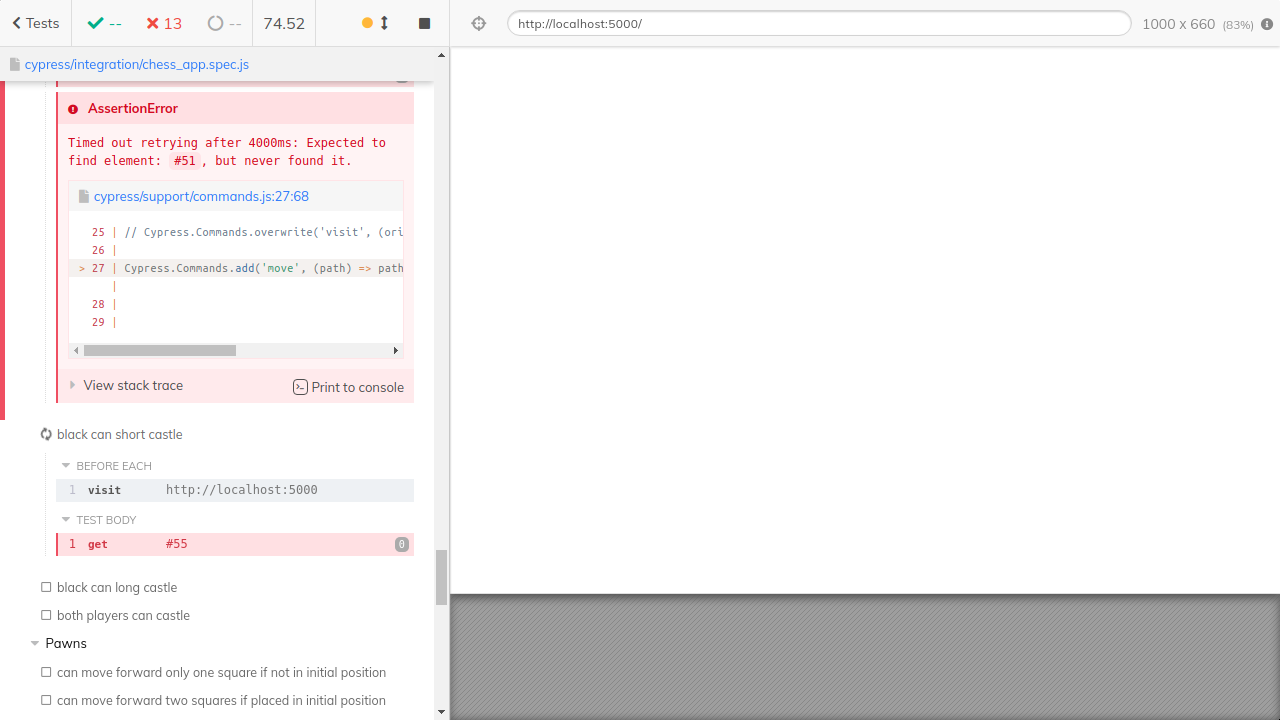 Tests
--
13
--
74.52
http://localhost:5000/
1000 x 660 (83%)
cypress/integration/chess_app.spec.js
AssertionError
Timed out retrying after 4000ms: Expected to
find element: #51, but never found it.
cypress/support/commands.js:27:68
25 | // Cypress.Commands.overwrite('visit', (ori
26 |
> 27 | Cypress.Commands.add('move', (path) => path
|
28 |
29 |
View stack trace
Print to console
black can short castle
BEFORE EACH
1 visit http://localhost:5000
TEST BODY
1 get #55 0
black can long castle
both players can castle
Pawns
can move forward only one square if not in initial position
can move forward two squares if placed in initial position